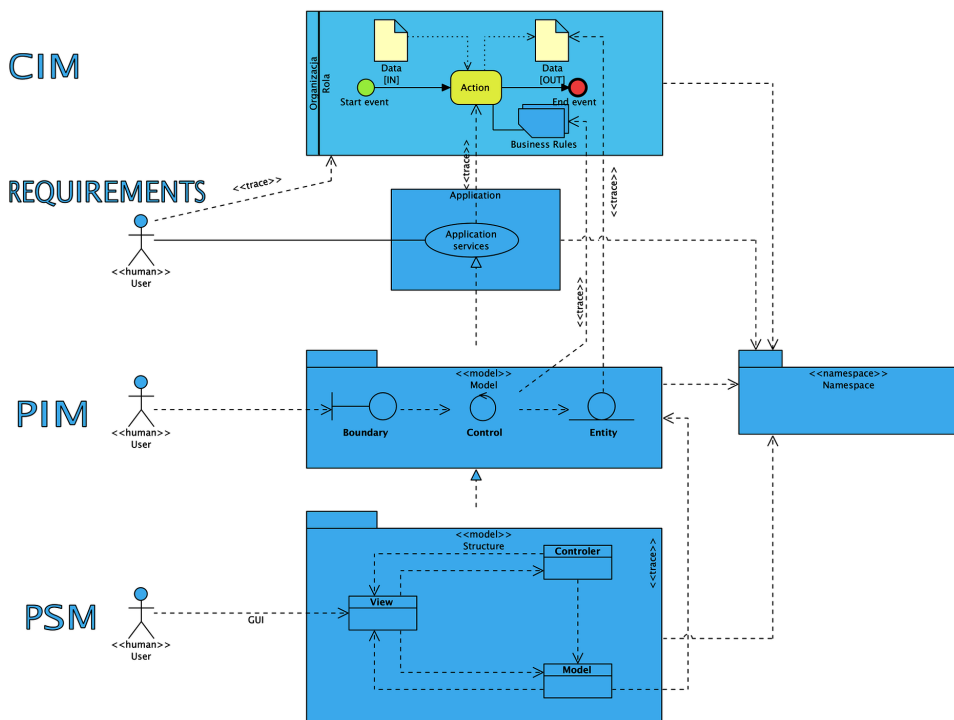 CIM
Organizacja
Rola
Data
[IN]
Data
[OUT]
Start event
Action
End event
Business Rules
<<trace>>
<<trace>>
<<trace>>
REQUIREMENTS
Application
Application
services
<<human>>
User
<<trace>>
PIM
<<human>>
User
<<model>>
Model
Boundary
Control
Entity
<<namespace>>
Namespace
PSM
<<human>>
User
GUI
<<model>>
Structure
Controler
View
Model
<<trace>>